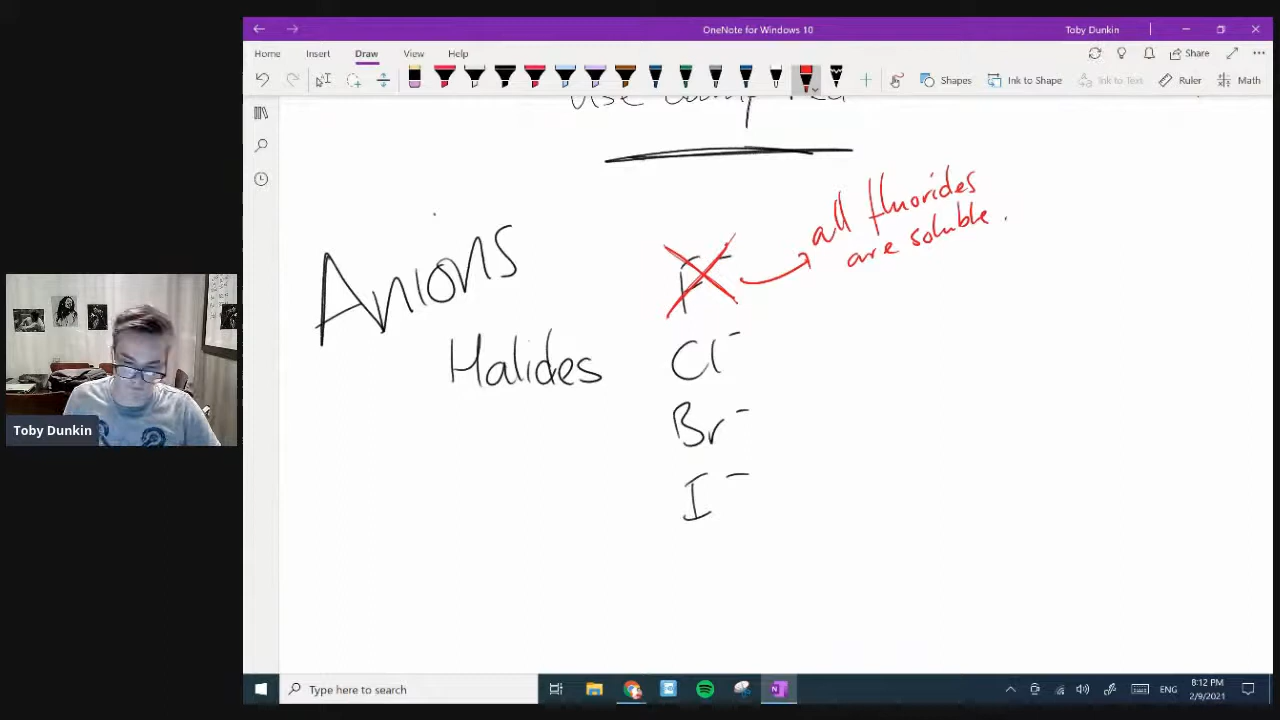 OneNote for Windows 10
Toby Dunkin
Home
Insert
Draw
View
Help
Share
Shapes
Ink to Shape
Ink to Text
Ruler
Math
use
all fluorides
are soluble.
Anions
F⁻
Halides
Cl⁻
Br⁻
I⁻
Toby Dunkin
Type here to search
ENG
8:12 PM
2/9/2021